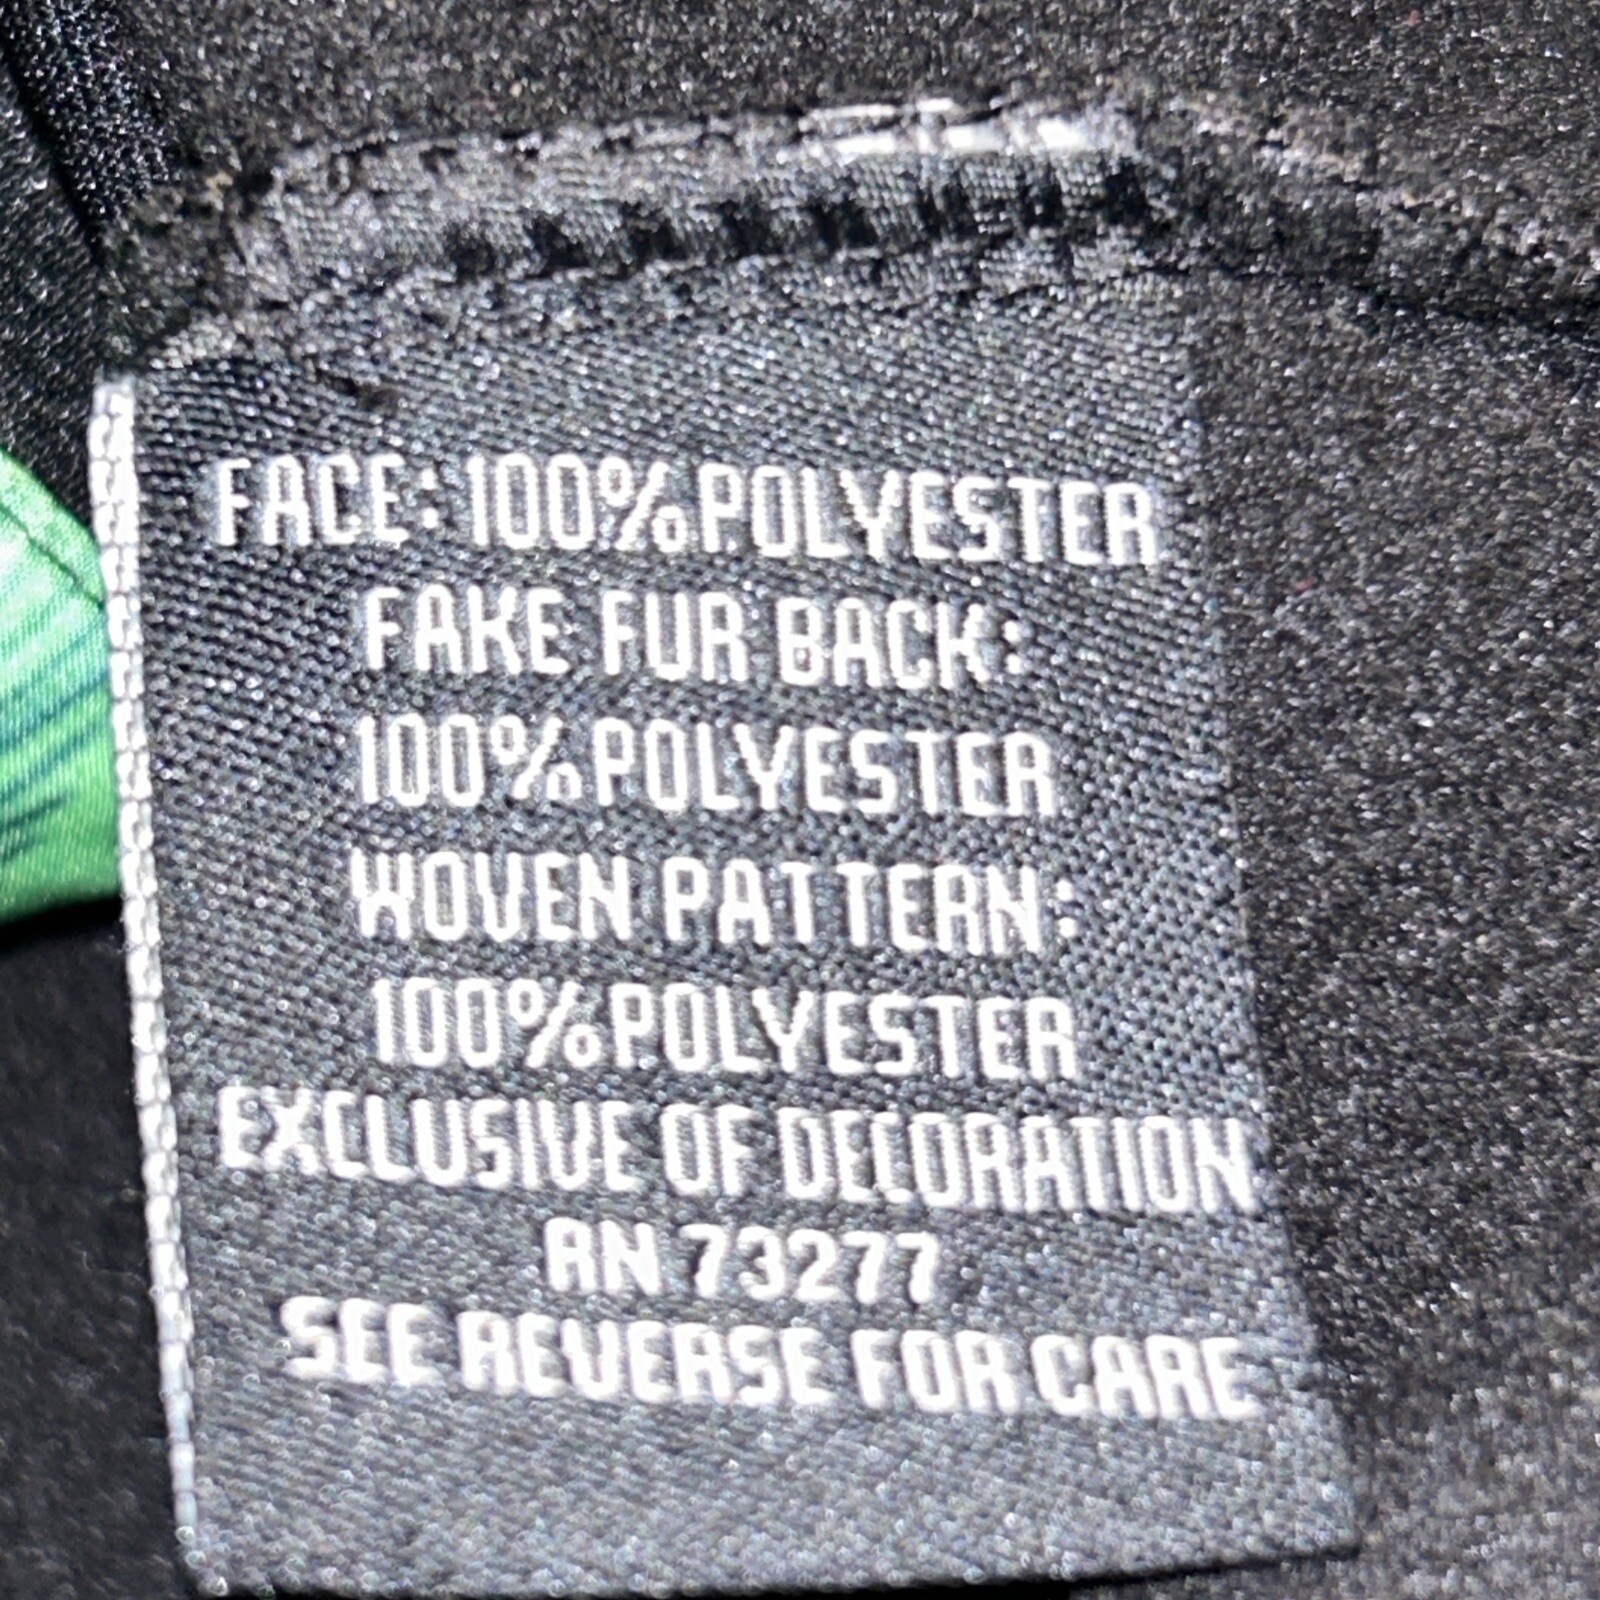 FACE: 100% POLYESTER
FAKE FUR BACK:
100% POLYESTER
WOVEN PATTERN:
100% POLYESTER
EXCLUSIVE OF DECORATION
RN 73277
SEE REVERSE FOR CARE